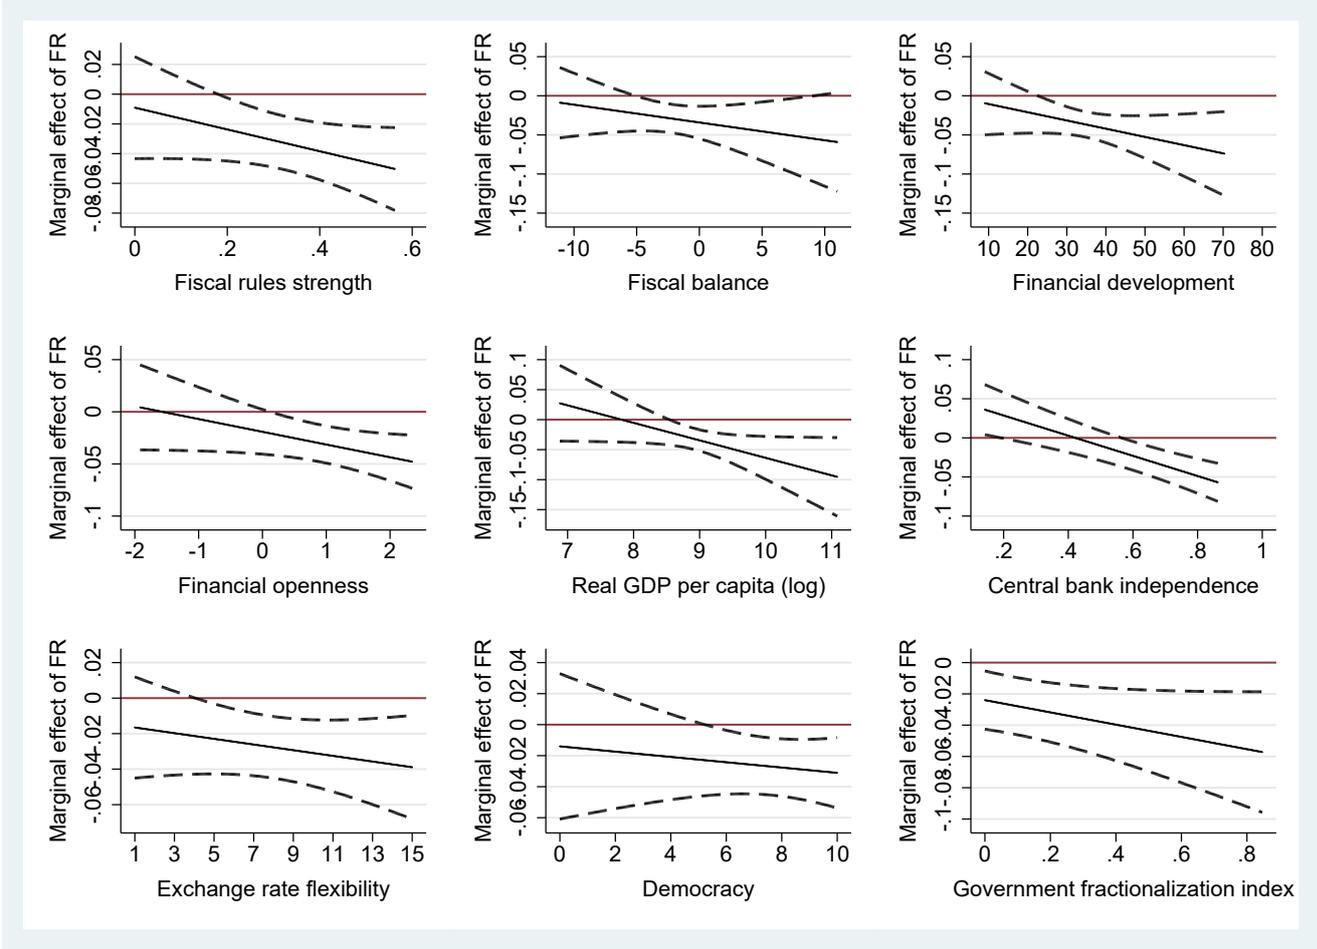 Marginal effect of FR
-.08-.06-.04-.02 0 .02
0 .2 .4 .6
Fiscal rules strength
Marginal effect of FR
-.15 -.1 -.05 0 .05
-10 -5 0 5 10
Fiscal balance
Marginal effect of FR
-.15 -.1 -.05 0 .05
10 20 30 40 50 60 70 80
Financial development
Marginal effect of FR
-.1 -.05 0 .05
-2 -1 0 1 2
Financial openness
Marginal effect of FR
-.15 -.1 -.05 0 .05 .1
7 8 9 10 11
Real GDP per capita (log)
Marginal effect of FR
-.1 -.05 0 .05 .1
.2 .4 .6 .8 1
Central bank independence
Marginal effect of FR
-.06-.04-.02 0 .02
1 3 5 7 9 11 13 15
Exchange rate flexibility
Marginal effect of FR
-.06-.04-.02 0 .02 .04
0 2 4 6 8 10
Democracy
Marginal effect of FR
-.1-.08-.06-.04-.02 0
0 .2 .4 .6 .8
Government fractionalization index